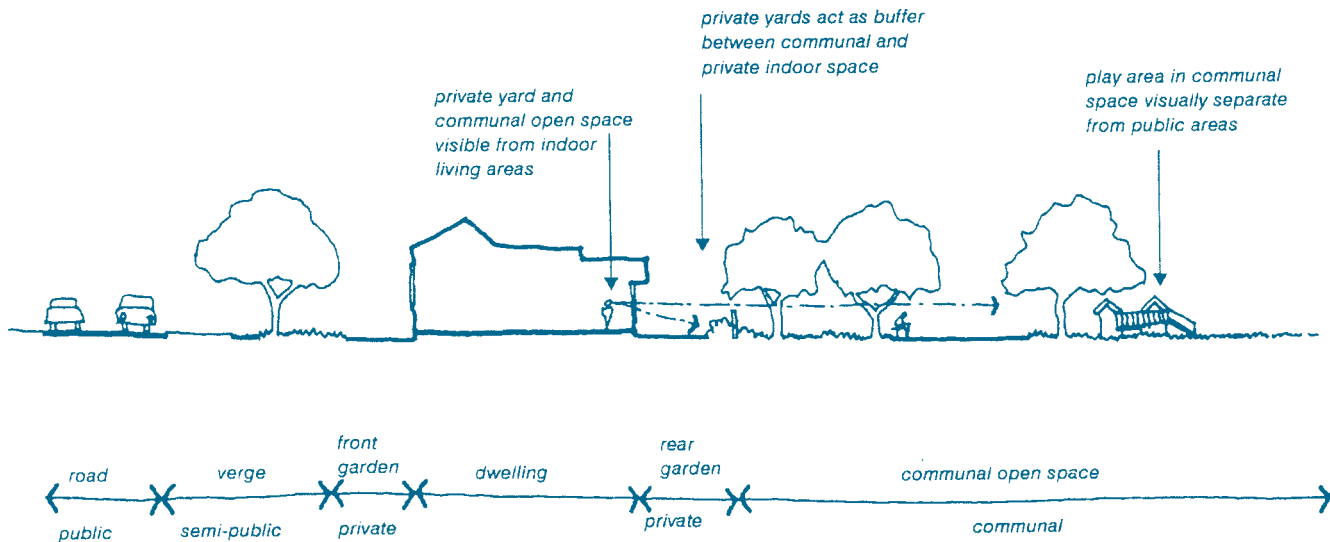 private yards act as buffer
between communal and
private indoor space
private yard and
communal open space
visible from indoor
living areas
play area in communal
space visually separate
from public areas
road
verge
front
garden
dwelling
rear
garden
communal open space
public
semi-public
private
private
communal